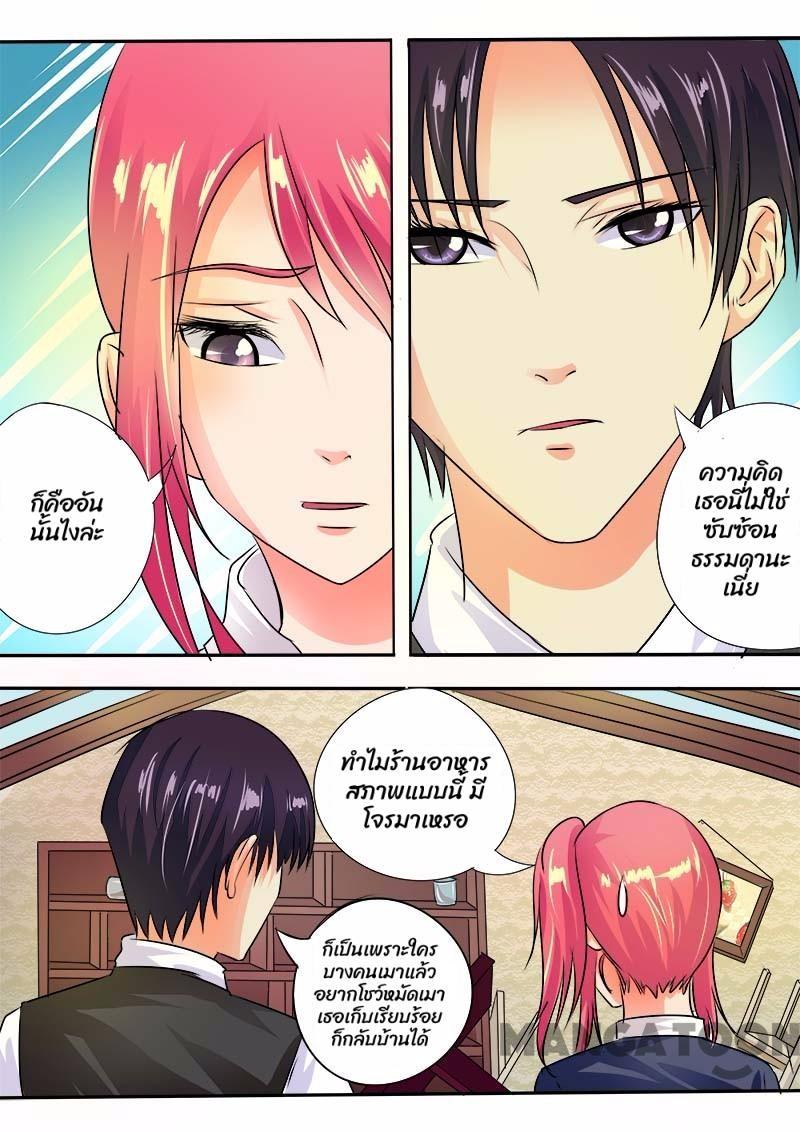 ก็คืออัน
นั้นไงล่ะ
ความคิด
เธอนี่ไม่ใช่
ซับซ้อน
ธรรมดานะ
เนี่ย
ทำไมร้านอาหาร
สภาพแบบนี้ มี
โจรมาเหรอ
ก็เป็นเพราะใคร
บางคนเมาแล้ว
อยากโชว์หมัดเมา
เธอเก็บเรียบร้อย
ก็กลับบ้านได้
MANGATOON